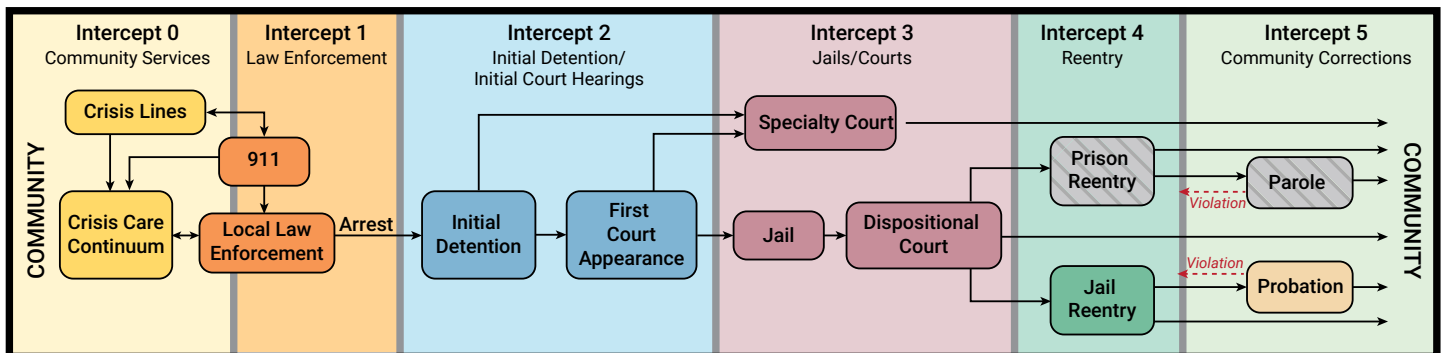 Intercept 0
Community Services
Intercept 1
Law Enforcement
Intercept 2
Initial Detention/
Initial Court Hearings
Intercept 3
Jails/Courts
Intercept 4
Reentry
Intercept 5
Community Corrections
COMMUNITY
Crisis Lines
911
Crisis Care
Continuum
Local Law
Enforcement
Arrest
Initial
Detention
First
Court
Appearance
Specialty Court
Jail
Dispositional
Court
Prison
Reentry
Violation
Parole
Jail
Reentry
Violation
Probation
COMMUNITY